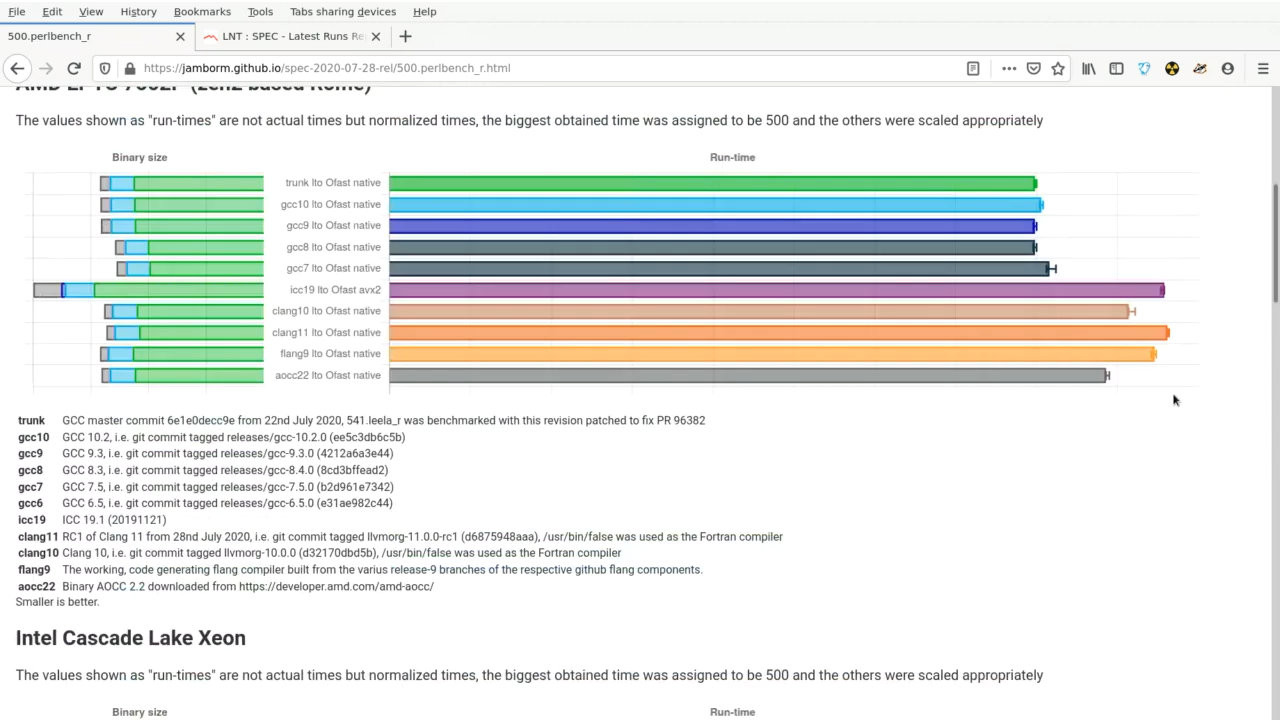 File Edit View History Bookmarks Tools Tabs sharing devices Help
500.perlbench_r
LNT : SPEC - Latest Runs Re
https://jamborm.github.io/spec-2020-07-28-rel/500.perlbench_r.html
The values shown as "run-times" are not actual times but normalized times, the biggest obtained time was assigned to be 500 and the others were scaled appropriately
Binary size Run-time
trunk lto Ofast native
gcc10 lto Ofast native
gcc9 lto Ofast native
gcc8 lto Ofast native
gcc7 lto Ofast native
icc19 lto Ofast avx2
clang10 lto Ofast native
clang11 lto Ofast native
flang9 lto Ofast native
aocc22 lto Ofast native
trunk GCC master commit 6e1e0decc9e from 22nd July 2020, 541.leela_r was benchmarked with this revision patched to fix PR 96382
gcc10 GCC 10.2, i.e. git commit tagged releases/gcc-10.2.0 (ee5c3db6c5b)
gcc9 GCC 9.3, i.e. git commit tagged releases/gcc-9.3.0 (4212a6a3e44)
gcc8 GCC 8.3, i.e. git commit tagged releases/gcc-8.4.0 (8cd3bffead2)
gcc7 GCC 7.5, i.e. git commit tagged releases/gcc-7.5.0 (b2d961e7342)
gcc6 GCC 6.5, i.e. git commit tagged releases/gcc-6.5.0 (e31ae982c44)
icc19 ICC 19.1 (20191121)
clang11 RC1 of Clang 11 from 28nd July 2020, i.e. git commit tagged llvmorg-11.0.0-rc1 (d6875948aaa), /usr/bin/false was used as the Fortran compiler
clang10 Clang 10, i.e. git commit tagged llvmorg-10.0.0 (d32170dbd5b), /usr/bin/false was used as the Fortran compiler
flang9 The working, code generating flang compiler built from the varius release-9 branches of the respective github flang components.
aocc22 Binary AOCC 2.2 downloaded from https://developer.amd.com/amd-aocc/
Smaller is better.
Intel Cascade Lake Xeon
The values shown as "run-times" are not actual times but normalized times, the biggest obtained time was assigned to be 500 and the others were scaled appropriately
Binary size Run-time